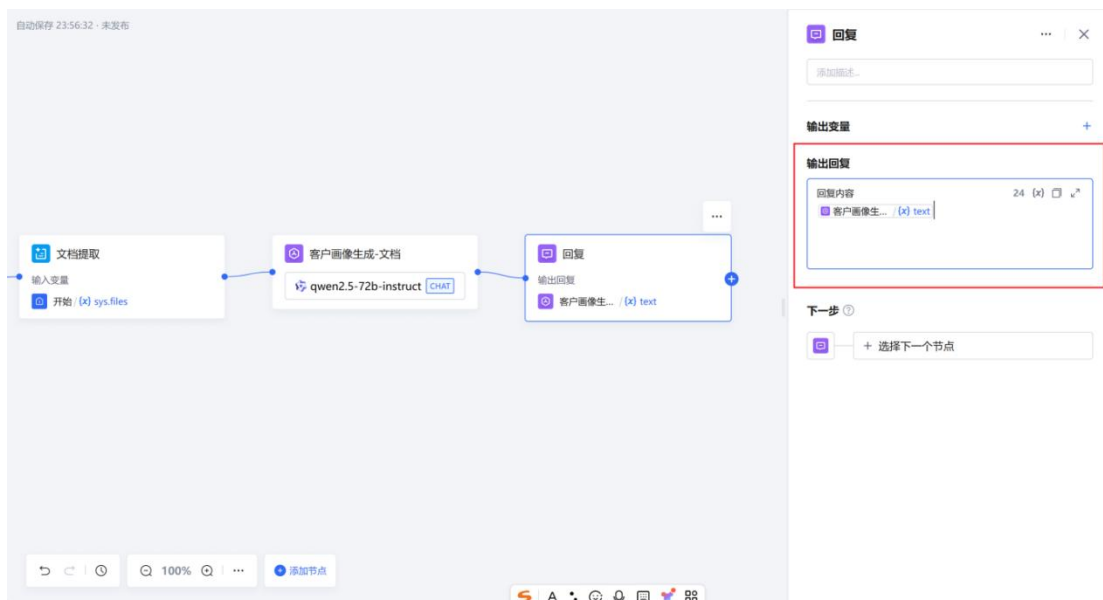 自动保存 23:56:32 · 未发布
文档提取
输入变量
开始 / {x} sys.files
客户画像生成-文档
qwen2.5-72b-instruct CHAT
...
回复
输出回复
客户画像生... / {x} text
100%
...
添加节点
回复
...
添加描述...
输出变量
输出回复
回复内容 24 {x}
客户画像生... / {x} text
下一步
+ 选择下一个节点
A